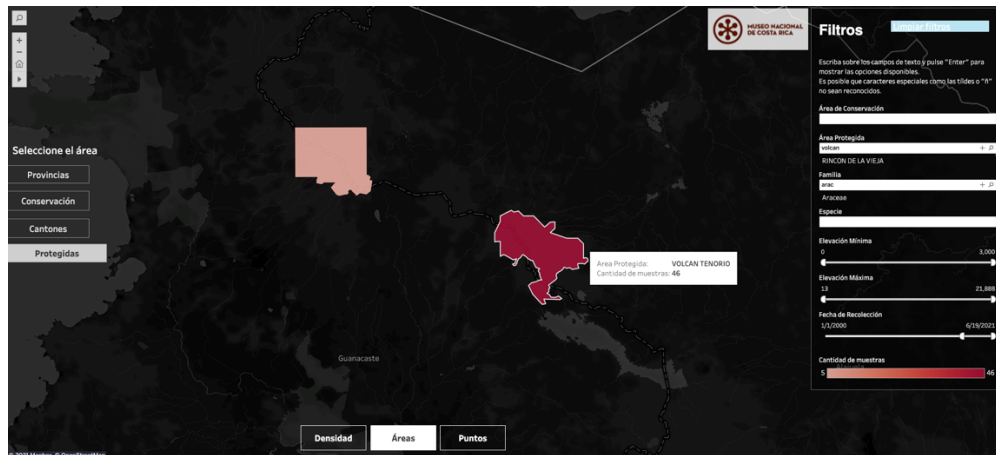 MUSEO NACIONAL
DE COSTA RICA
Seleccione el área
Provincias
Conservación
Cantones
Protegidas
Area Protegida: VOLCAN TENORIO
Cantidad de muestras: 46
Guanacaste
Densidad
Áreas
Puntos
© 2021 Mapbox © OpenStreetMap
Filtros
Limpiar filtros
Escriba sobre los campos de texto y pulse "Enter" para
mostrar las opciones disponibles.
Es posible que caracteres especiales como las tildes o "ñ"
no sean reconocidos.
Área de Conservación
Área Protegida
volcan
RINCON DE LA VIEJA
Familia
arac
Araceae
Especie
Elevación Mínima
0 3,000
Elevación Máxima
13 21,888
Fecha de Recolección
1/1/2000 6/19/2021
Cantidad de muestras
5 46
Alajuela